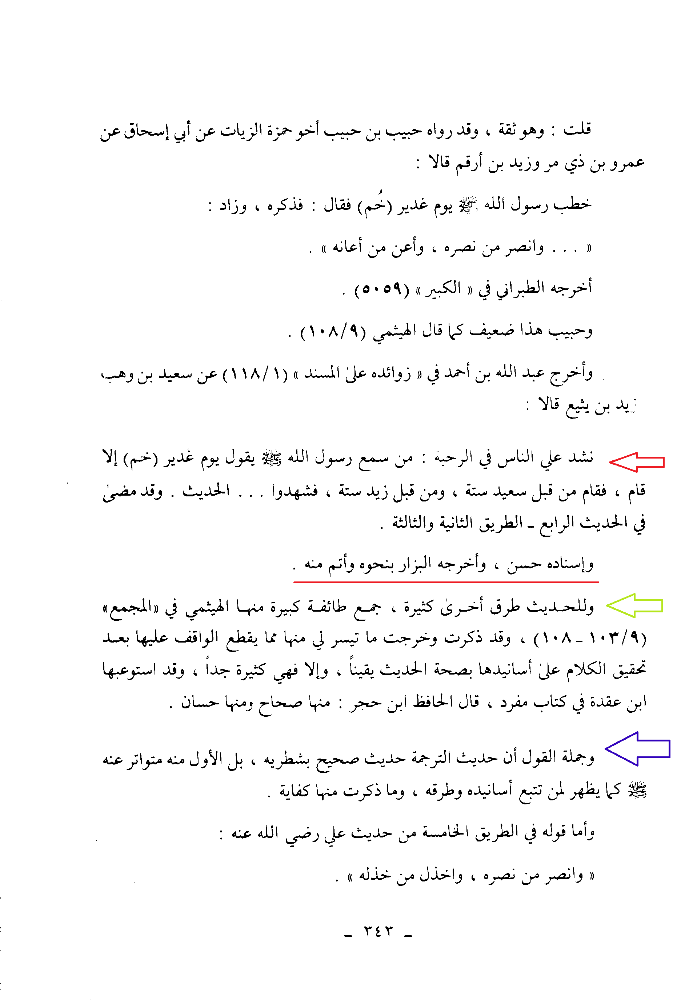 قلت : وهو ثقة ، وقد رواه حبيب بن حبيب أخو حمزة الزيات عن أبي إسحاق عن
عمرو بن ذي مر وزيد بن أرقم قالا :
خطب رسول الله ﷺ يوم غدير (خُم) فقال : فذكره ، وزاد :
« . . . وانصر من نصره ، وأعن من أعانه » .
أخرجه الطبراني في « الكبير » (٥٠٥٩) .
وحبيب هذا ضعيف كما قال الهيثمي (١٠٨/٩) .
وأخرج عبد الله بن أحمد في « زوائده علىٰ المسند » (١١٨/١) عن سعيد بن وهب
زيد بن يثيع قالا :
نشد علي الناس في الرحبة : من سمع رسول الله ﷺ يقول يوم غدير (خم) إلا
قام ، فقام من قبل سعيد ستة ، ومن قبل زيد ستة ، فشهدوا . . . الحديث . وقد مضىٰ
في الحديث الرابع - الطريق الثانية والثالثة .
وإسناده حسن ، وأخرجه البزار بنحوه وأتم منه .
وللحديث طرق أخرىٰ كثيرة ، جمع طائفة كبيرة منها الهيثمي في «المجمع»
(١٠٣/٩ - ١٠٨) ، وقد ذكرت وخرجت ما تيسر لي منها مما يقطع الواقف عليها بعد
تحقيق الكلام علىٰ أسانيدها بصحة الحديث يقيناً ، وإلا فهي كثيرة جداً ، وقد استوعبها
ابن عقدة في كتاب مفرد ، قال الحافظ ابن حجر : منها صحاح ومنها حسان .
وجملة القول أن حديث الترجمة حديث صحيح بشطريه ، بل الأول منه متواتر عنه
ﷺ كما يظهر لمن تتبع أسانيده وطرقه ، وما ذكرت منها كفاية .
وأما قوله في الطريق الخامسة من حديث علي رضي الله عنه :
« وانصر من نصره ، واخذل من خذله » .
- ٣٤٣ -